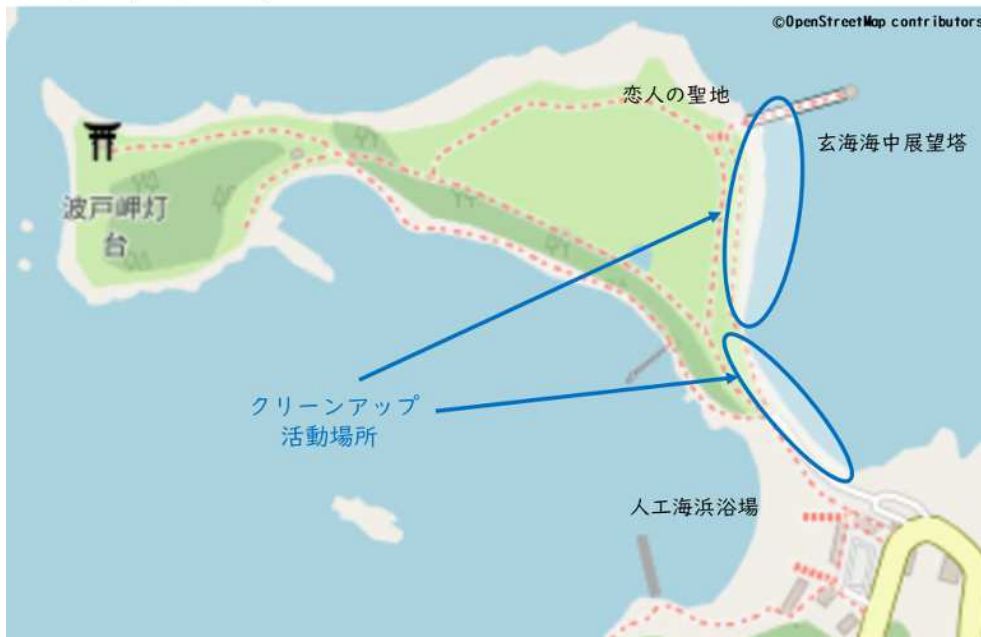 ©OpenStreetMap contributors
恋人の聖地
玄海海中展望塔
波戸岬灯
台
クリーンアップ
活動場所
人工海浜浴場